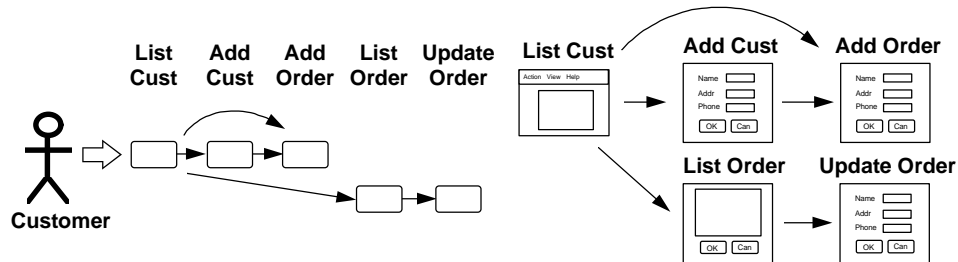 List Cust
Add Cust
Add Order
List Order
Update Order
Customer
List Cust
Action View Help
Add Cust
Name
Addr
Phone
OK Can
Add Order
Name
Addr
Phone
OK Can
List Order
OK Can
Update Order
Name
Addr
Phone
OK Can